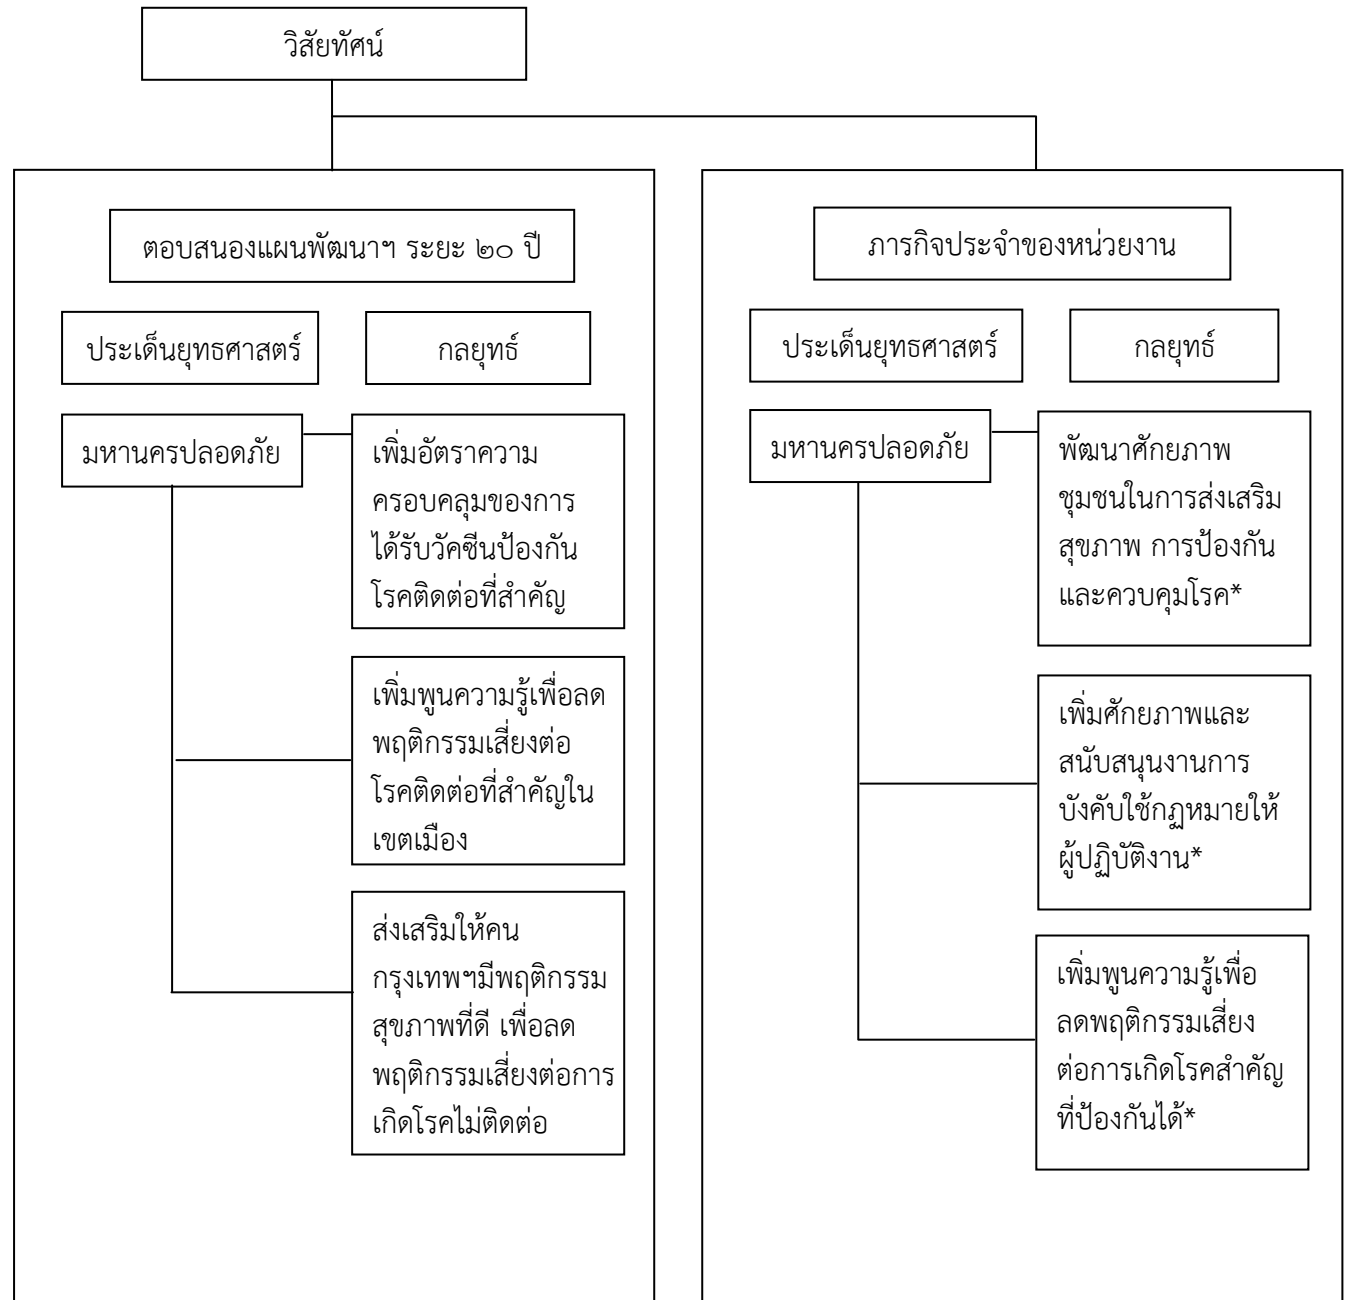 วิสัยทัศน์
ตอบสนองแผนพัฒนาฯ ระยะ ๒๐ ปี
ประเด็นยุทธศาสตร์
กลยุทธ์
มหานครปลอดภัย
เพิ่มอัตราความ
ครอบคลุมของการ
ได้รับวัคซีนป้องกัน
โรคติดต่อที่สำคัญ
เพิ่มพูนความรู้เพื่อลด
พฤติกรรมเสี่ยงต่อ
โรคติดต่อที่สำคัญใน
เขตเมือง
ส่งเสริมให้คน
กรุงเทพฯมีพฤติกรรม
สุขภาพที่ดี เพื่อลด
พฤติกรรมเสี่ยงต่อการ
เกิดโรคไม่ติดต่อ
ภารกิจประจำของหน่วยงาน
ประเด็นยุทธศาสตร์
กลยุทธ์
มหานครปลอดภัย
พัฒนาศักยภาพ
ชุมชนในการส่งเสริม
สุขภาพ การป้องกัน
และควบคุมโรค*
เพิ่มศักยภาพและ
สนับสนุนงานการ
บังคับใช้กฏหมายให้
ผู้ปฏิบัติงาน*
เพิ่มพูนความรู้เพื่อ
ลดพฤติกรรมเสี่ยง
ต่อการเกิดโรคสำคัญ
ที่ป้องกันได้*